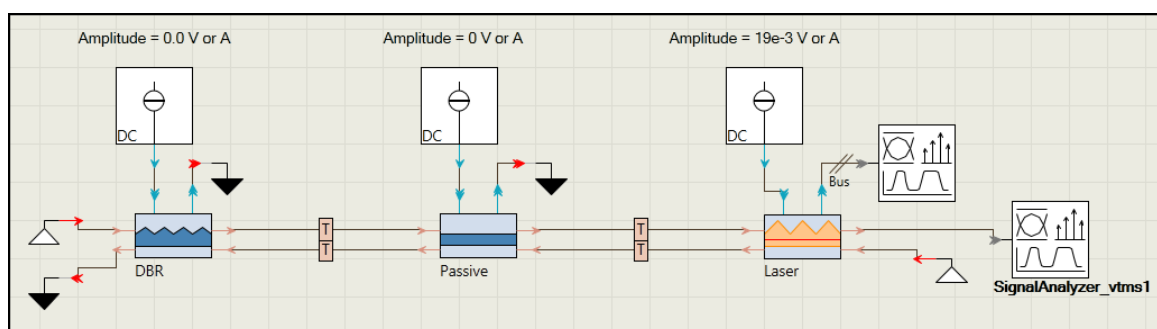 Amplitude = 0.0 V or A
Amplitude = 0 V or A
Amplitude = 19e-3 V or A
DC
DC
DC
Bus
T
T
T
T
DBR
Passive
Laser
SignalAnalyzer_vtms1